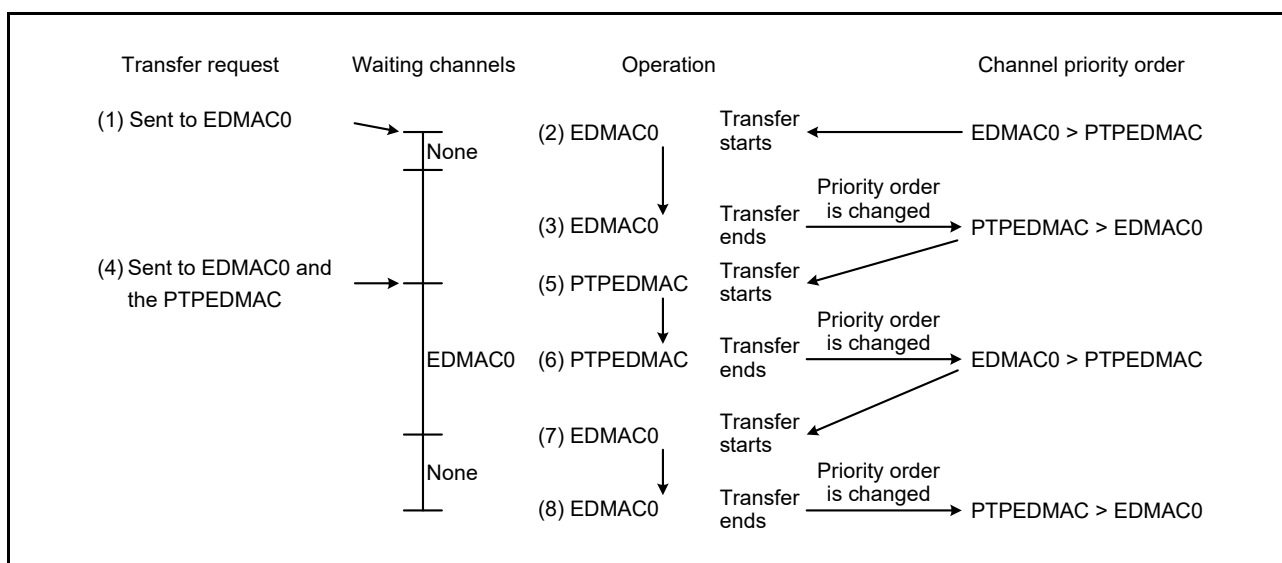 Transfer request
Waiting channels
Operation
Channel priority order
(1) Sent to EDMAC0
None
(2) EDMAC0
Transfer
starts
EDMAC0 > PTPEDMAC
(3) EDMAC0
Transfer
ends
Priority order
is changed
PTPEDMAC > EDMAC0
(4) Sent to EDMAC0 and
the PTPEDMAC
(5) PTPEDMAC
Transfer
starts
EDMAC0
(6) PTPEDMAC
Transfer
ends
Priority order
is changed
EDMAC0 > PTPEDMAC
(7) EDMAC0
Transfer
starts
None
(8) EDMAC0
Transfer
ends
Priority order
is changed
PTPEDMAC > EDMAC0